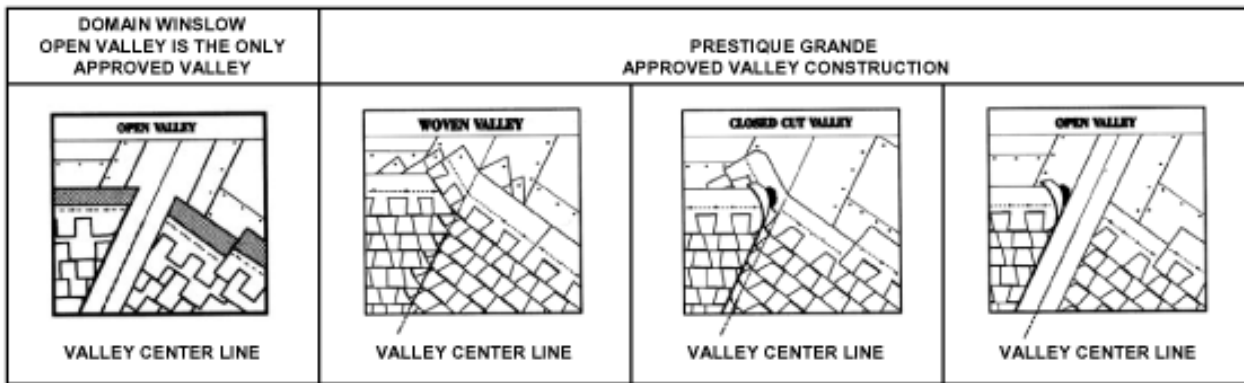 DOMAIN WINSLOW
OPEN VALLEY IS THE ONLY
APPROVED VALLEY
PRESTIQUE GRANDE
APPROVED VALLEY CONSTRUCTION
OPEN VALLEY
VALLEY CENTER LINE
WOVEN VALLEY
VALLEY CENTER LINE
CLOSED CUT VALLEY
VALLEY CENTER LINE
OPEN VALLEY
VALLEY CENTER LINE